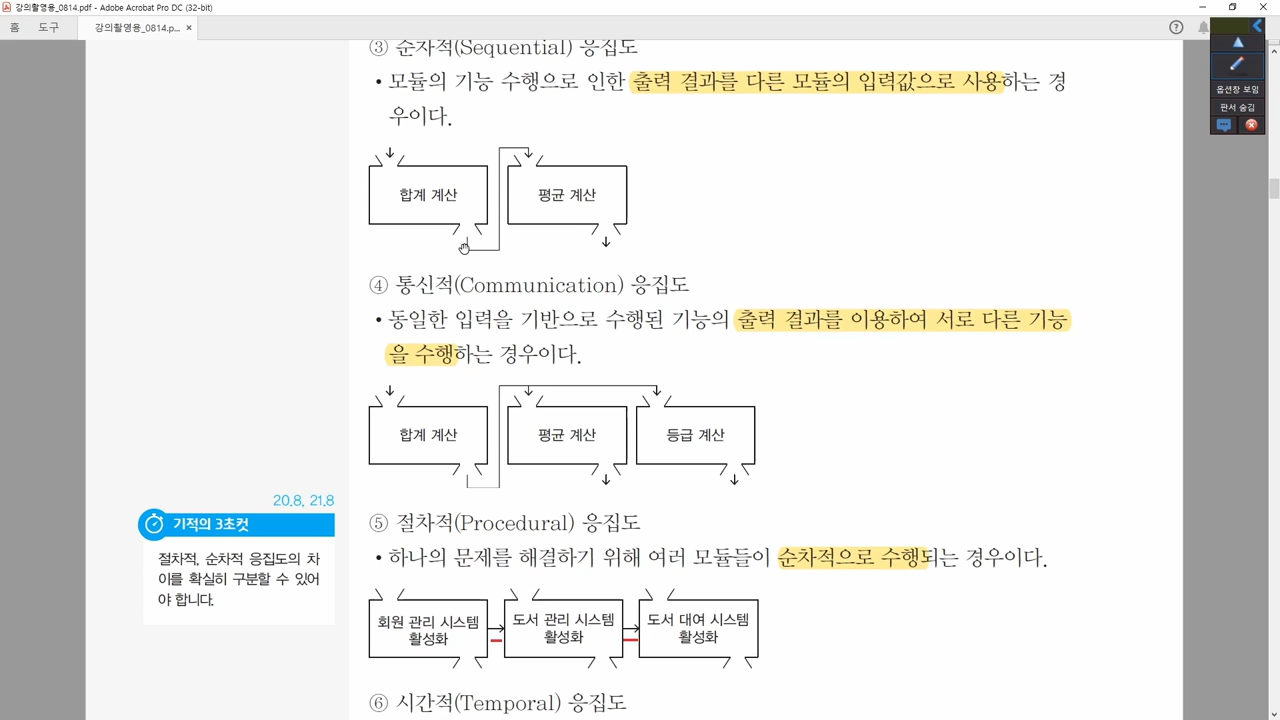 강의촬영용_0814.pdf - Adobe Acrobat Pro DC (32-bit)
홈 도구 강의촬영용_0814.p... ×
옵션창 보임
판서 숨김
③ 순차적(Sequential) 응집도
• 모듈의 기능 수행으로 인한 출력 결과를 다른 모듈의 입력값으로 사용하는 경
우이다.
합계 계산 평균 계산
④ 통신적(Communication) 응집도
• 동일한 입력을 기반으로 수행된 기능의 출력 결과를 이용하여 서로 다른 기능
을 수행하는 경우이다.
합계 계산 평균 계산 등급 계산
20.8, 21.8
기적의 3초컷
절차적, 순차적 응집도의 차
이를 확실히 구분할 수 있어
야 합니다.
⑤ 절차적(Procedural) 응집도
• 하나의 문제를 해결하기 위해 여러 모듈들이 순차적으로 수행되는 경우이다.
회원 관리 시스템
활성화
도서 관리 시스템
활성화
도서 대여 시스템
활성화
⑥ 시간적(Temporal) 응집도